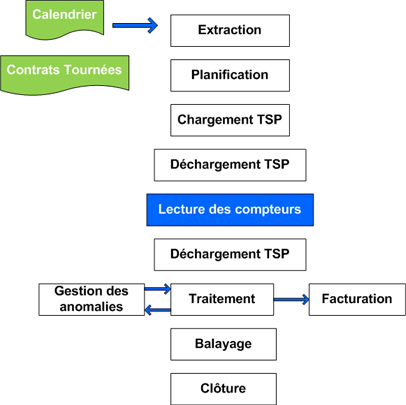 Calendrier
Extraction
Contrats Tournées
Planification
Chargement TSP
Déchargement TSP
Lecture des compteurs
Déchargement TSP
Gestion des
anomalies
Traitement
Facturation
Balayage
Clôture